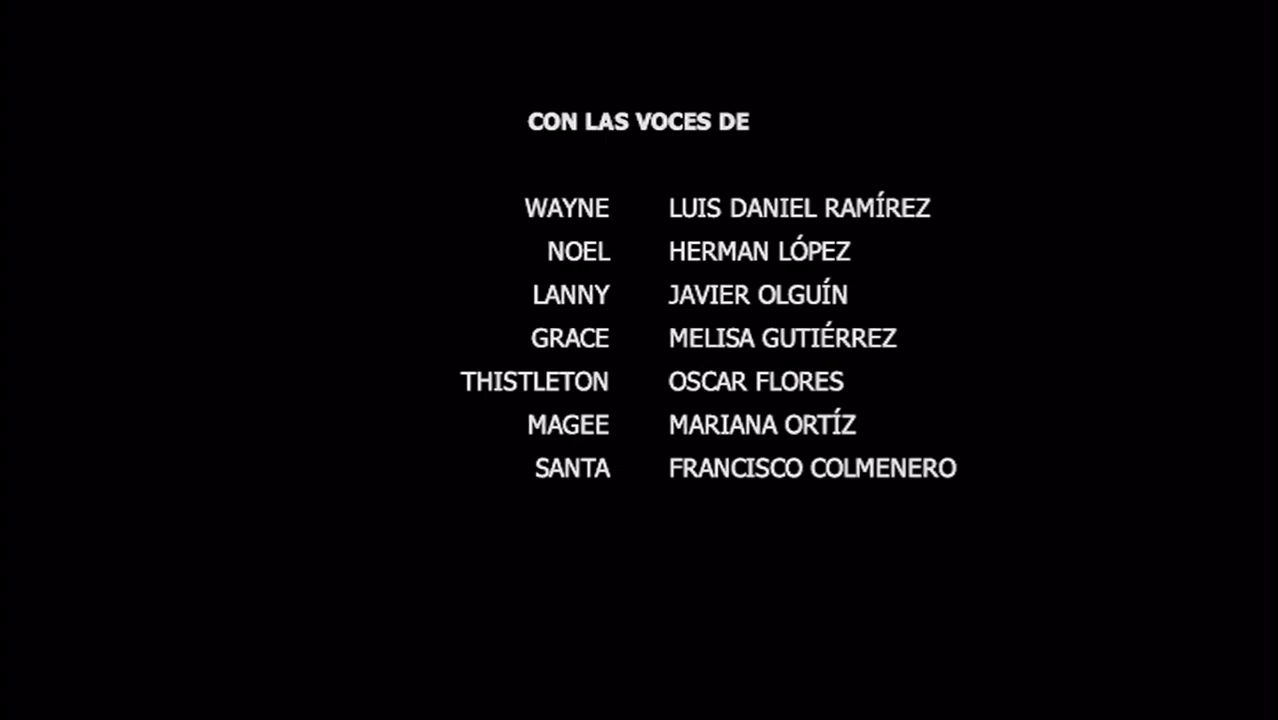 CON LAS VOCES DE
WAYNE LUIS DANIEL RAMÍREZ
NOEL HERMAN LÓPEZ
LANNY JAVIER OLGUÍN
GRACE MELISA GUTIÉRREZ
THISTLETON OSCAR FLORES
MAGEE MARIANA ORTÍZ
SANTA FRANCISCO COLMENERO